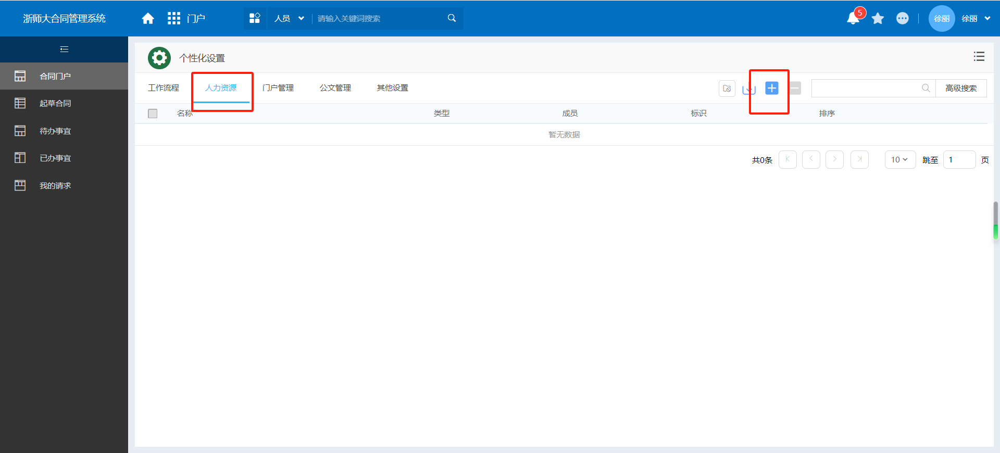 浙师大合同管理系统
门户
人员
请输入关键词搜索
5
徐丽
徐丽
合同门户
起草合同
待办事宜
已办事宜
我的请求
个性化设置
工作流程 人力资源 门户管理 公文管理 其他设置
高级搜索
名称 类型 成员 标识 排序
暂无数据
共0条 10 跳至 1 页